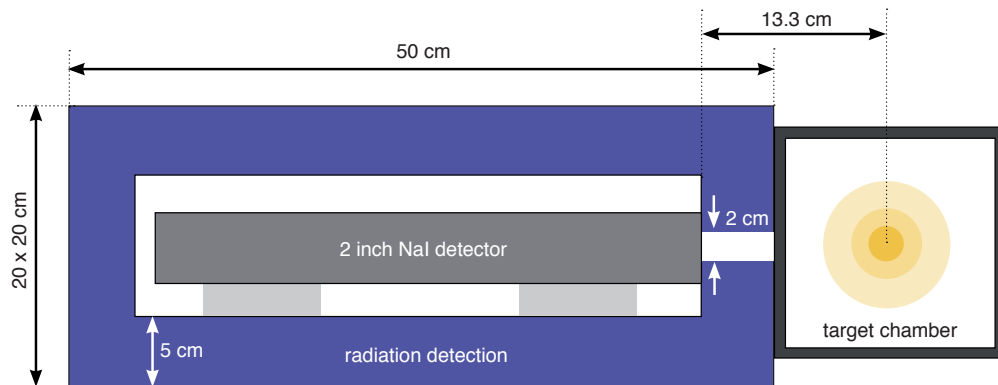 13.3 cm
50 cm
20 x 20 cm
2 cm
2 inch NaI detector
target chamber
5 cm
radiation detection